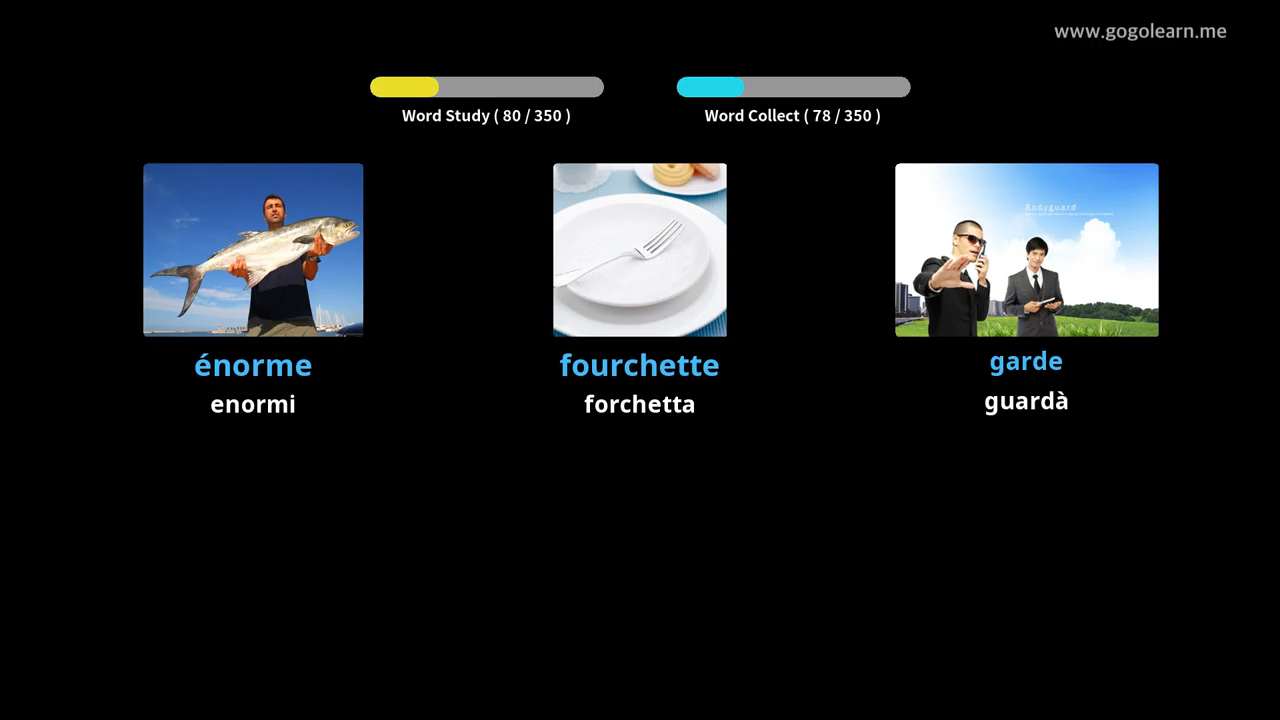 www.gogolearn.me
Word Study ( 80 / 350 )
Word Collect ( 78 / 350 )
Bodyguard
énorme
fourchette
garde
enormi
forchetta
guardà